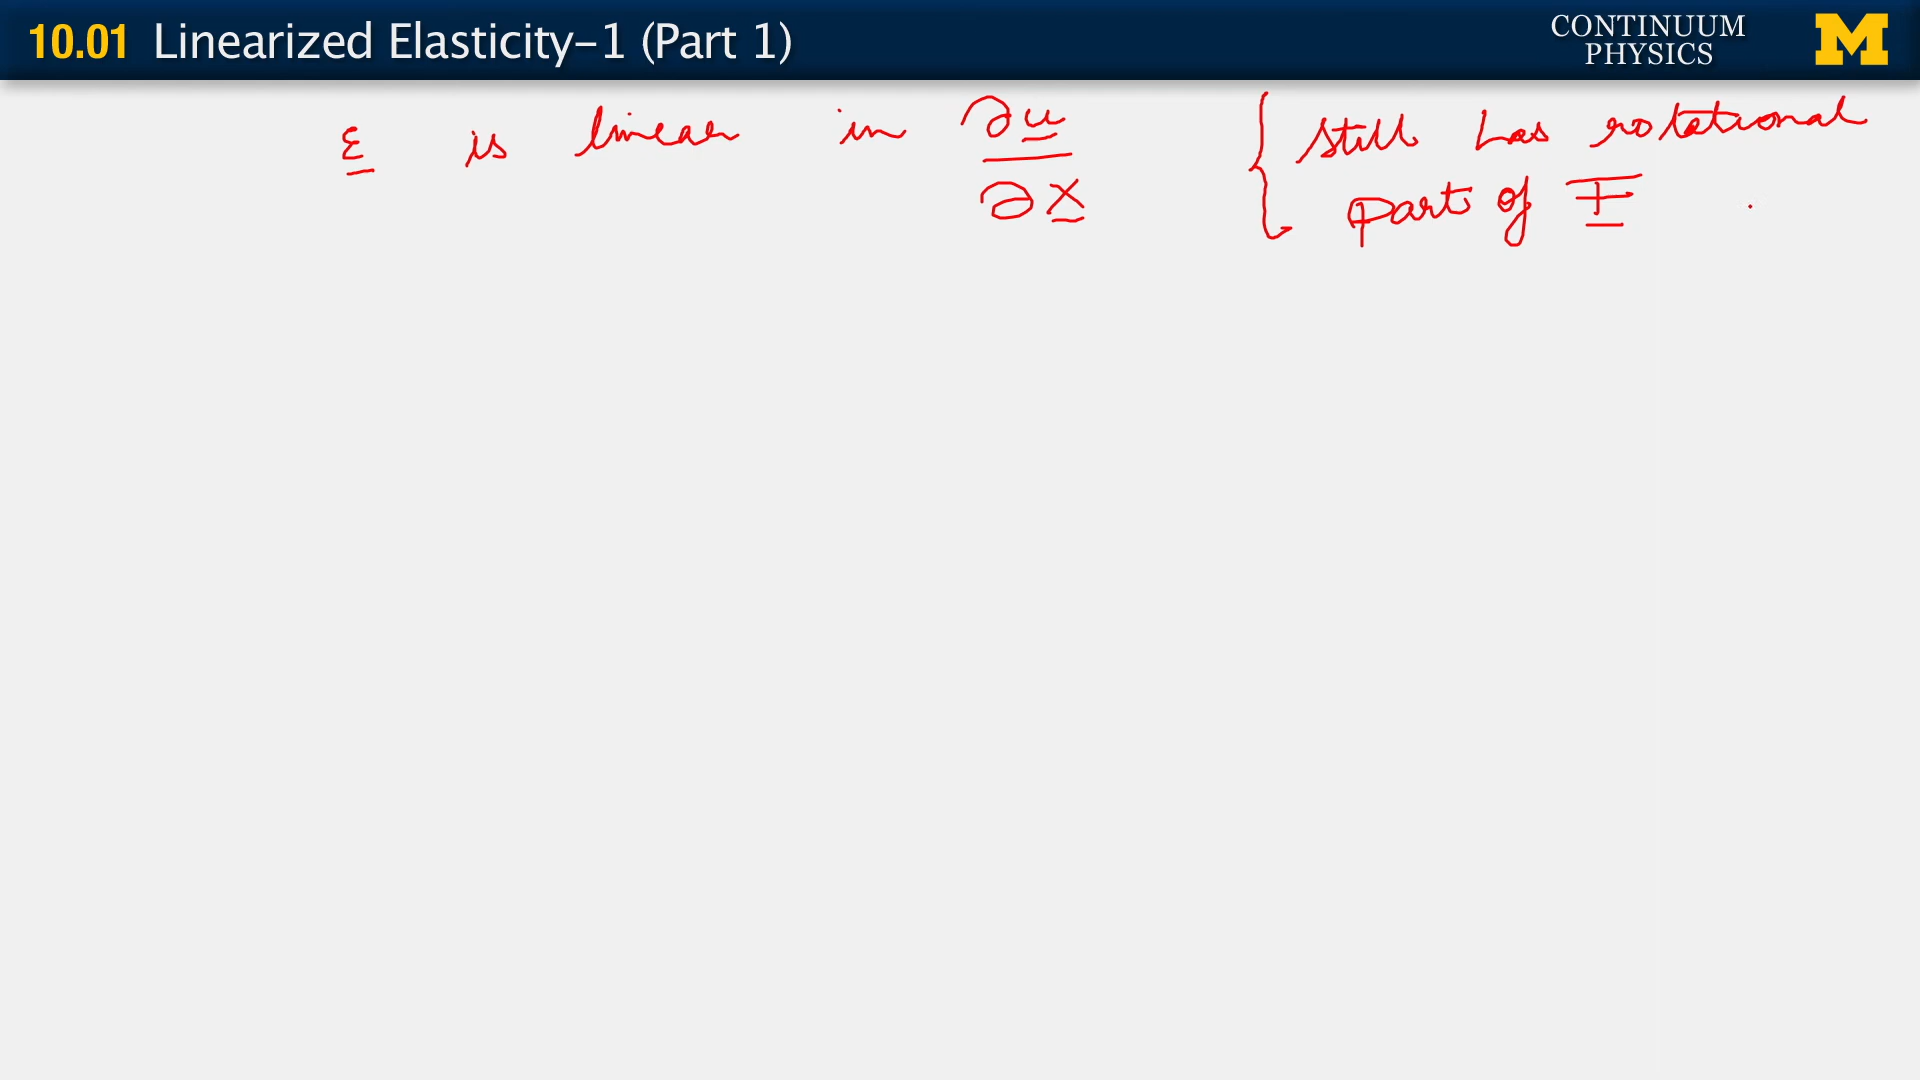 10.01 Linearized Elasticity–1 (Part 1)
CONTINUUM
PHYSICS
M
ε is linear in ∂u/∂X { still has rotational
part of F .